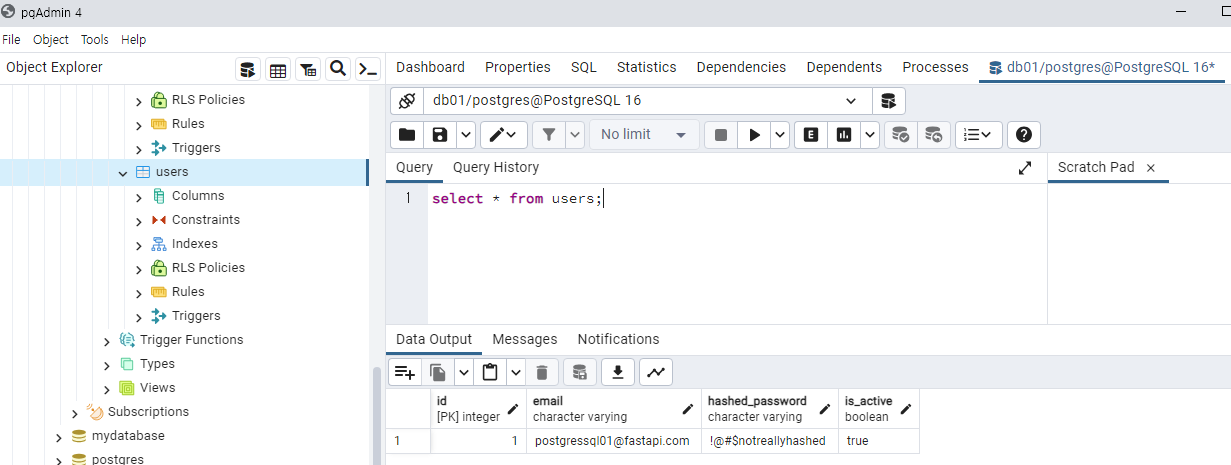 pgAdmin 4
File Object Tools Help
Object Explorer
RLS Policies
Rules
Triggers
users
Columns
Constraints
Indexes
RLS Policies
Rules
Triggers
Trigger Functions
Types
Views
Subscriptions
mydatabase
postgres
Dashboard Properties SQL Statistics Dependencies Dependents Processes db01/postgres@PostgreSQL 16*
db01/postgres@PostgreSQL 16
No limit E
Query Query History Scratch Pad
1 select * from users;
Data Output Messages Notifications
id email hashed_password is_active
[PK] integer character varying character varying boolean
1 1 postgressql01@fastapi.com !@#$notreallyhashed true